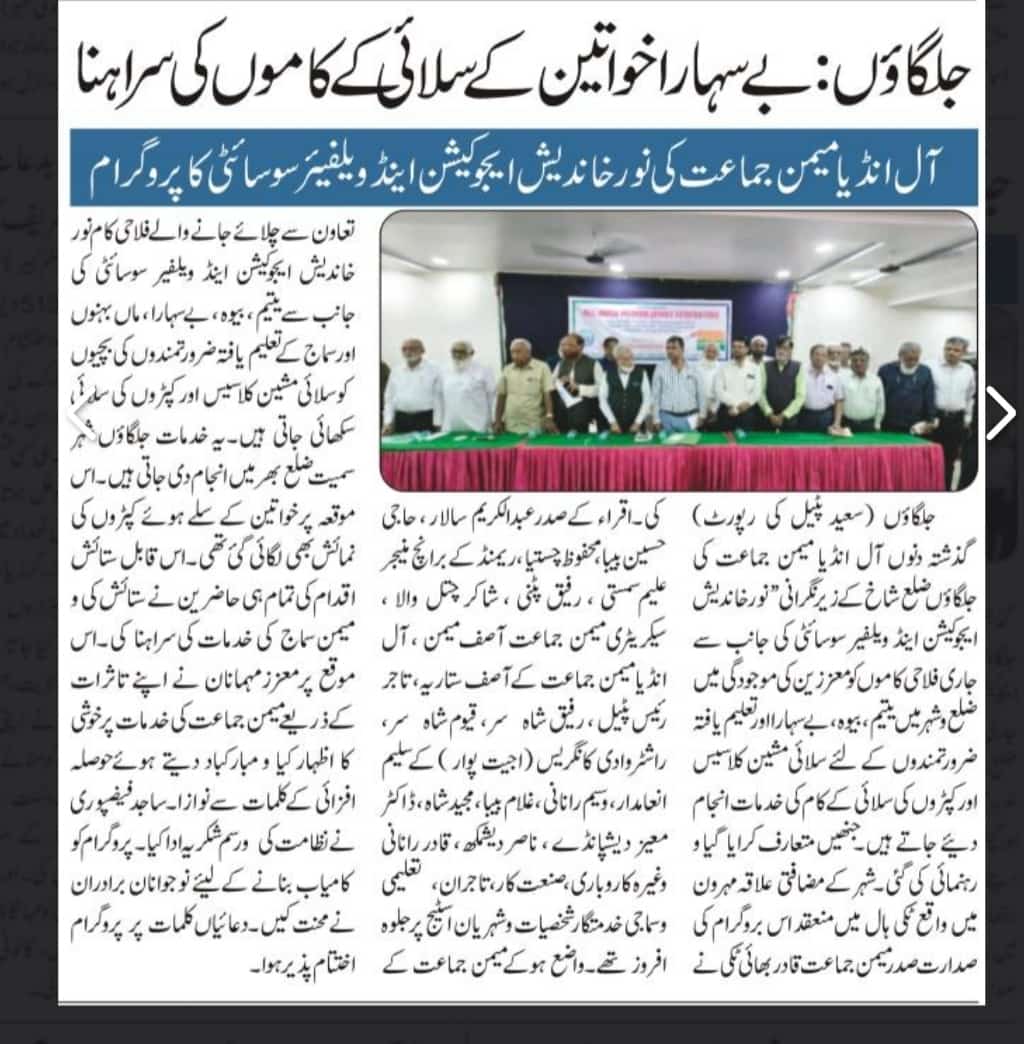 جلگاؤں: بے سہارا خواتین کے سلائی کے کاموں کی سراہنا
آل انڈیا میمن جماعت کی نور خاندیش ایجوکیشن اینڈ ویلفیئر سوسائٹی کا پروگرام
ALL INDIA MEMON JAMAT FEDERATION
جلگاؤں (سعید پٹیل کی رپورٹ)
گذشتہ دنوں آل انڈیا میمن جماعت کی
جلگاؤں ضلع شاخ کے زیر نگرانی ”نور خاندیش
ایجوکیشن اینڈ ویلفیر سوسائٹی کی جانب سے
جاری فلاحی کاموں کو معززین کی موجودگی میں
ضلع و شہر میں یتیم، بیوہ، بے سہارا اور تعلیم یافتہ
ضرورتمندوں کے لئے سلائی مشین کلاسیس
اور کپڑوں کی سلائی کے کام کی خدمات انجام
دیئے جاتے ہیں۔ جنھیں متعارف کرایا گیا و
رہنمائی کی گئی۔ شہر کے مضافتی علاقہ مہرون
میں واقع ٹکی ہال میں منعقد اس بروگرام کی
صدارت صدر میمن جماعت قادر بھائی ٹکی نے
کی۔ اقراء کے صدر عبدالکریم سالار، حاجی
حسین بیبا، محفوظ چستیا، ریمنڈ کے برانچ منیجر
علیم سمتی ، رفیق پٹنی ، شاکر چتل والا ،
سیکریٹری میمن جماعت آصف میمن ، آل
انڈیا میمن جماعت کے آصف ستاریہ، تاجر
رئیس پٹیل ، رفیق شاہ سر، قیوم شاہ سر،
راشٹروادی کانگریس (اجیت پوار) کے سلیم
انعامدار، وسیم رانانی، غلام بیبا، مجید شاہ، ڈاکٹر
معیز دیشپانڈے ، ناصر دیشمکھ، قادر رانانی
وغیرہ کاروباری، صنعت کار، تاجران، تعلیمی
وسماجی خدمتگار شخصیات و شہریان اسٹیج پر جلوہ
افروز تھے۔ واضع ہو کے میمن جماعت کے
تعاون سے چلائے جانے والے فلاحی کام نور
خاندیش ایجوکیشن اینڈ ویلفیر سوسائٹی کی
جانب سے یتیم، بیوہ، بے سہارا، ماں بہنوں
اور سماج کے تعلیم یافتہ ضرورتمندوں کی بچیوں
کو سلائی مشین کلاسیس اور کپڑوں کی سلائی
سکھائی جاتی ہیں۔ یہ خدمات جلگاؤں شہر
سمیت ضلع بھر میں انجام دی جاتی ہیں۔ اس
موقعہ پر خواتین کے سلے ہوئے کپڑوں کی
نمائش بھی لگائی گئی تھی۔ اس قابل ستائش
اقدام کی تمام ہی حاضرین نے ستائش کی و
میمن سماج کی خدمات کی سراہنا کی۔ اس
موقع پر معزز مہمانان نے اپنے تاثرات
کے ذریعے میمن جماعت کی خدمات پر خوشی
کا اظہار کیا و مبارکباد دیتے ہوئے حوصلہ
افزائی کے کلمات سے نوازا۔ ساجد فیضپوری
نے نظامت کی و رسم شکریہ ادا کیا۔ پروگرام کو
کامیاب بنانے کے لیئے نوجوانان برادران
نے محنت کیں۔ دعائیاں کلمات پر پروگرام
اختتام پذیر ہوا۔